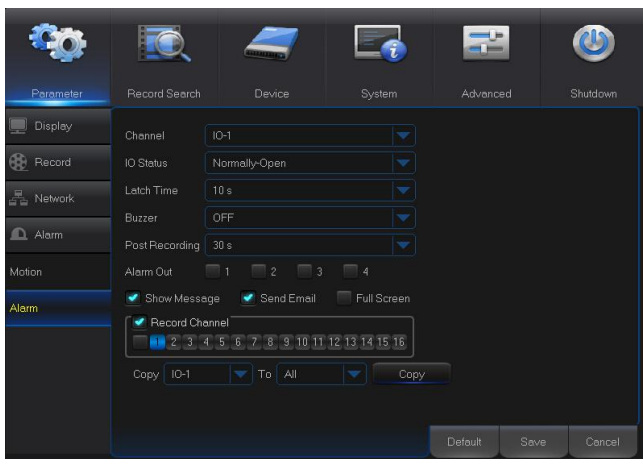 Parameter Record Search Device System Advanced Shutdown
Display
Record
Network
Alarm
Motion
Alarm
Channel IO-1
IO Status Normally-Open
Latch Time 10 s
Buzzer OFF
Post Recording 30 s
Alarm Out 1 2 3 4
Show Message Send Email Full Screen
Record Channel
1 2 3 4 5 6 7 8 9 10 11 12 13 14 15 16
Copy IO-1 To All Copy
Default Save Cancel